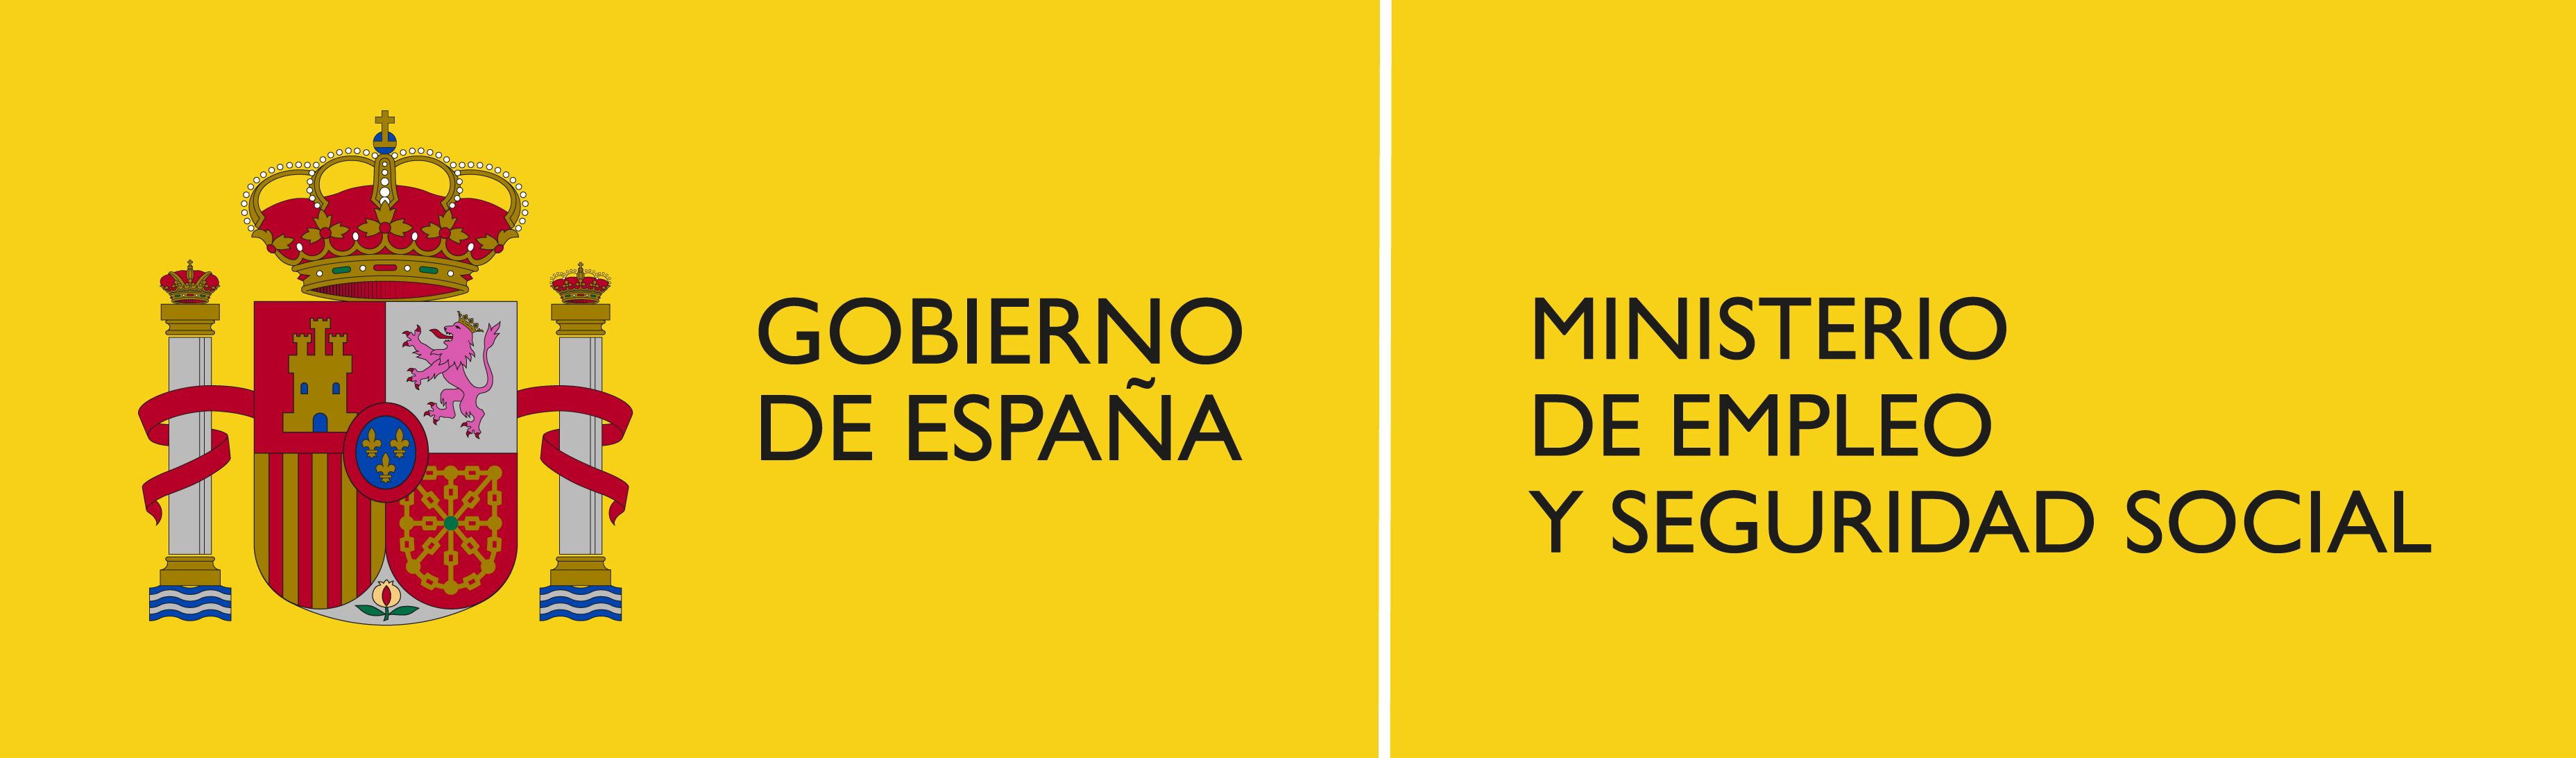 GOBIERNO
DE ESPAÑA
MINISTERIO
DE EMPLEO
Y SEGURIDAD SOCIAL